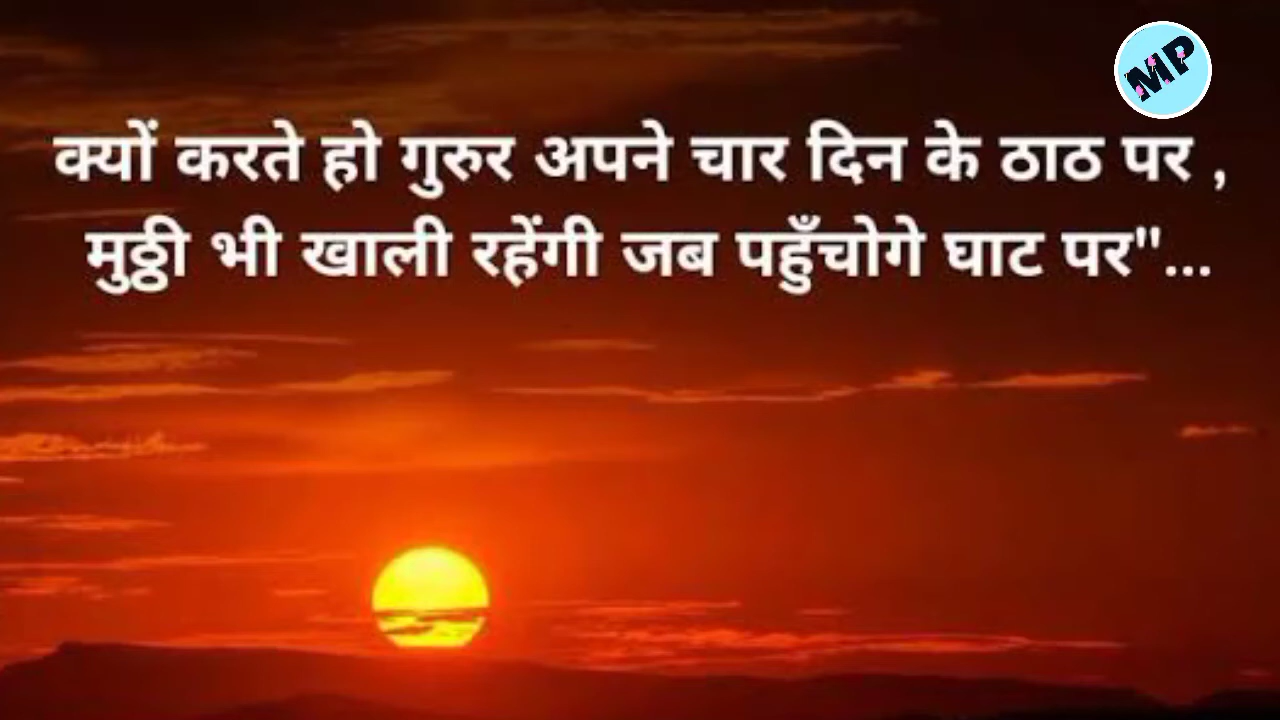 MP
क्यों करते हो गुरुर अपने चार दिन के ठाठ पर ,
मुठ्ठी भी खाली रहेंगी जब पहुँचोगे घाट पर"...